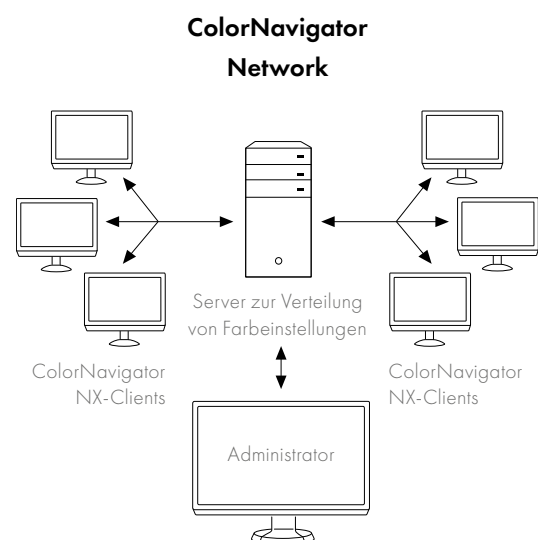 ColorNavigator
Network
Server zur Verteilung
von Farbeinstellungen
ColorNavigator
NX-Clients
ColorNavigator
NX-Clients
Administrator